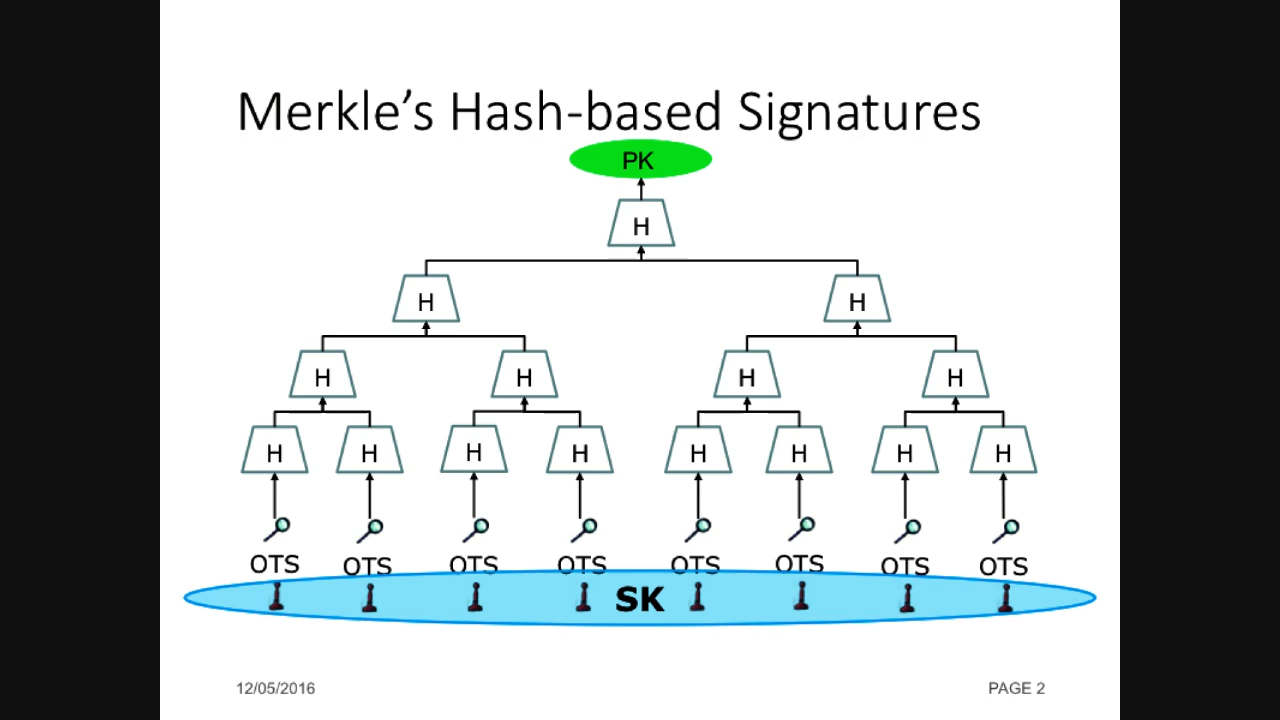 Merkle’s Hash-based Signatures
PK
H
H H
H H H H
H H H H H H H H
OTS OTS OTS OTS OTS OTS OTS OTS
SK
12/05/2016 PAGE 2